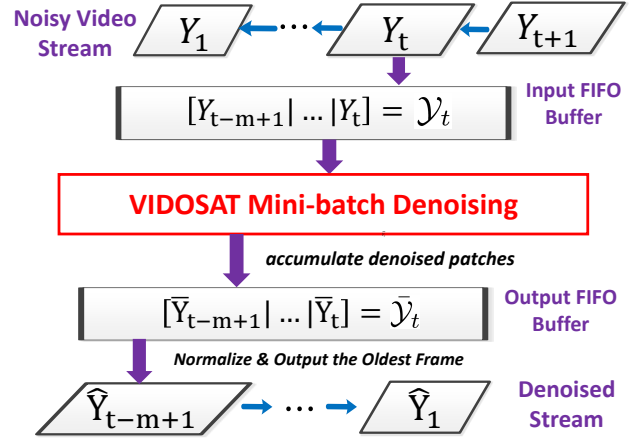 Noisy Video Stream
Y₁ ⋯ Yₜ Yₜ₊₁
[Yₜ₋ₘ₊₁| … |Yₜ] = 𝒴ₜ
Input FIFO Buffer
VIDOSAT Mini-batch Denoising
accumulate denoised patches
[Ȳₜ₋ₘ₊₁| … |Ȳₜ] = 𝒴̄ₜ
Output FIFO Buffer
Normalize & Output the Oldest Frame
Ŷₜ₋ₘ₊₁ ⋯ Ŷ₁
Denoised Stream